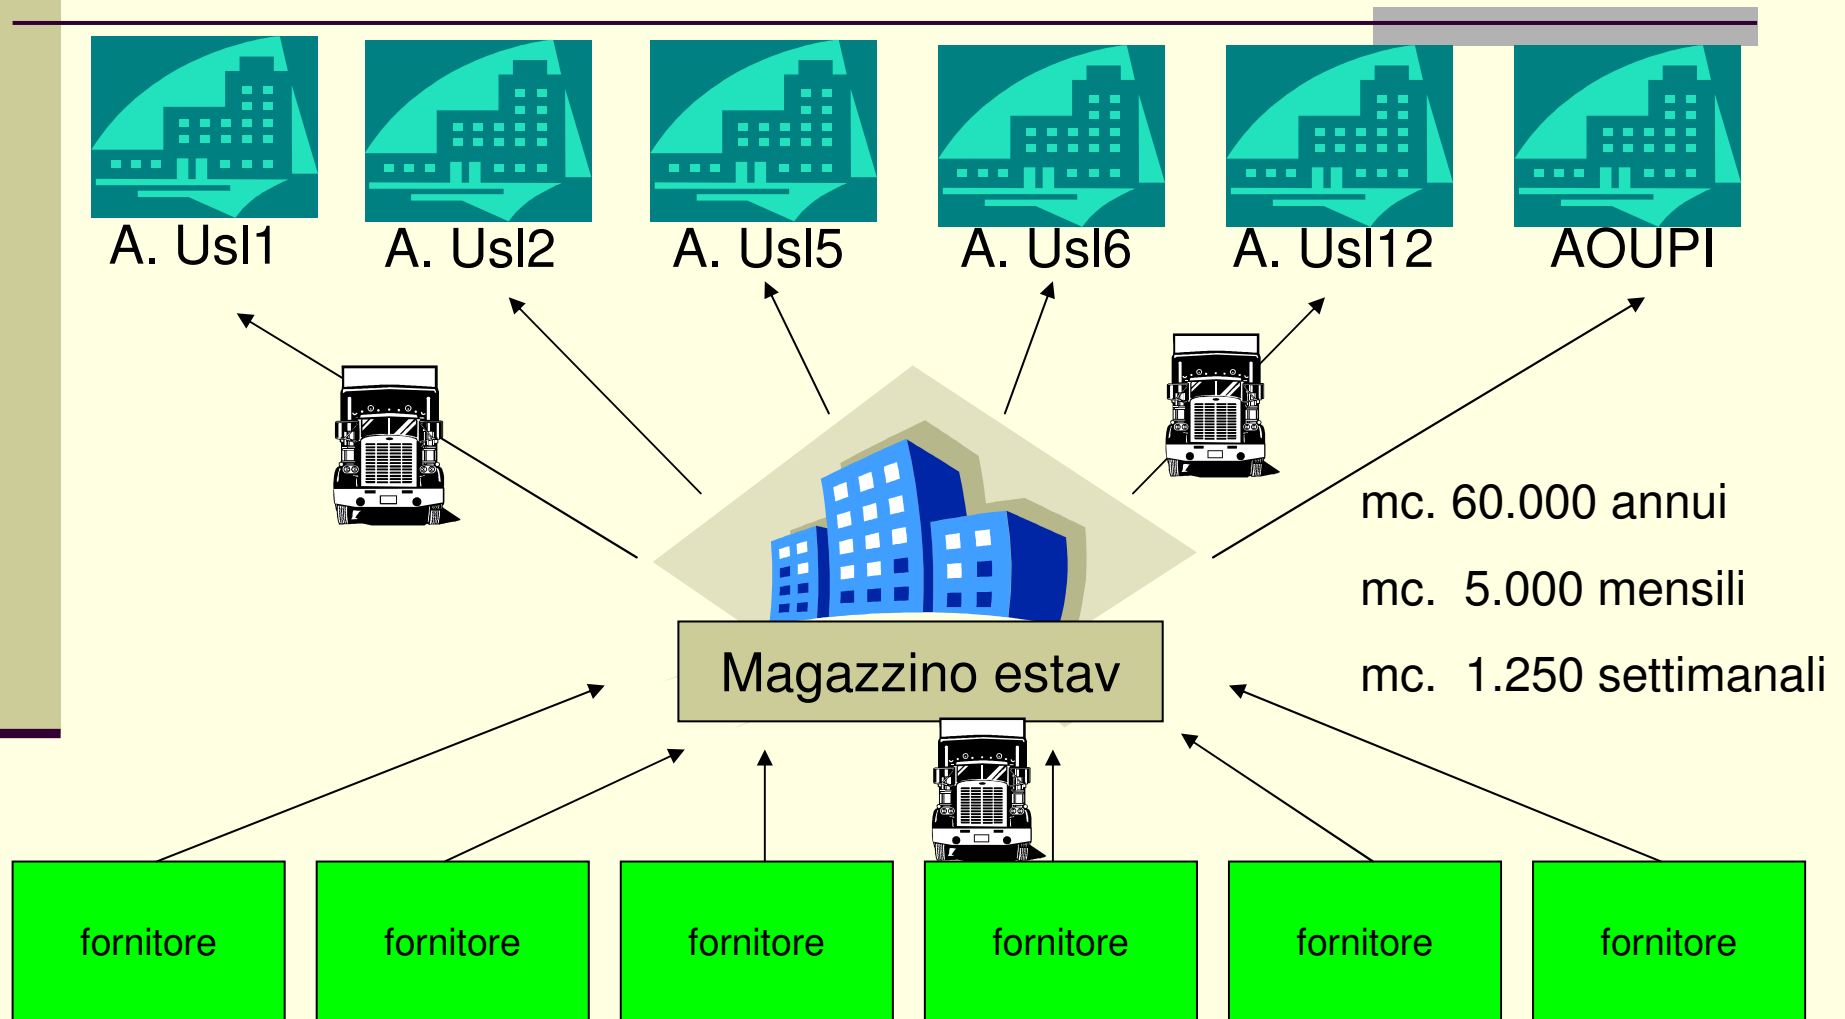 A. Usl1 A. Usl2 A. Usl5 A. Usl6 A. Usl12 AOUPI
mc. 60.000 annui
mc. 5.000 mensili
mc. 1.250 settimanali
Magazzino estav
fornitore fornitore fornitore fornitore fornitore fornitore